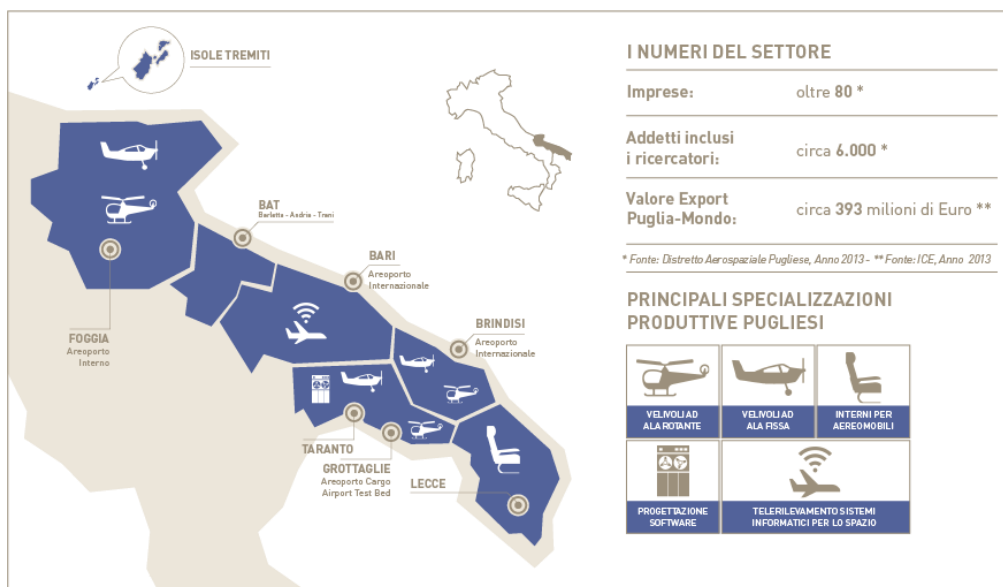 ISOLE TREMITI
BAT
Barletta - Andria - Trani
BARI
Areoporto
Internazionale
FOGGIA
Areoporto
Interno
BRINDISI
Areoporto
Internazionale
TARANTO
GROTTAGLIE
Areoporto Cargo
Airport Test Bed
LECCE
I NUMERI DEL SETTORE
Imprese: oltre 80 *
Addetti inclusi
i ricercatori: circa 6.000 *
Valore Export
Puglia-Mondo: circa 393 milioni di Euro **
* Fonte: Distretto Aerospaziale Pugliese, Anno 2013 - ** Fonte: ICE, Anno 2013
PRINCIPALI SPECIALIZZAZIONI
PRODUTTIVE PUGLIESI
VELIVOLI AD
ALA ROTANTE
VELIVOLI AD
ALA FISSA
INTERNI PER
AEREOMOBILI
PROGETTAZIONE
SOFTWARE
TELERILEVAMENTO SISTEMI
INFORMATICI PER LO SPAZIO